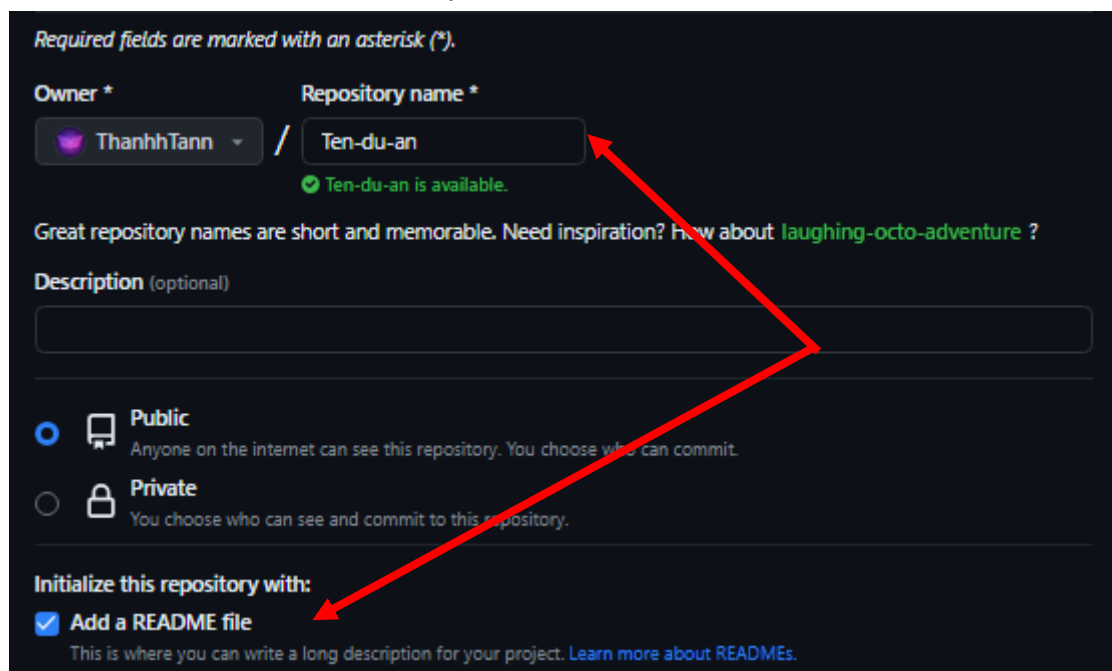 Required fields are marked with an asterisk (*).
Owner *
Repository name *
ThanhhTann
/
Ten-du-an
Ten-du-an is available.
Great repository names are short and memorable. Need inspiration? How about laughing-octo-adventure ?
Description (optional)
Public
Anyone on the internet can see this repository. You choose who can commit.
Private
You choose who can see and commit to this repository.
Initialize this repository with:
Add a README file
This is where you can write a long description for your project. Learn more about READMEs.